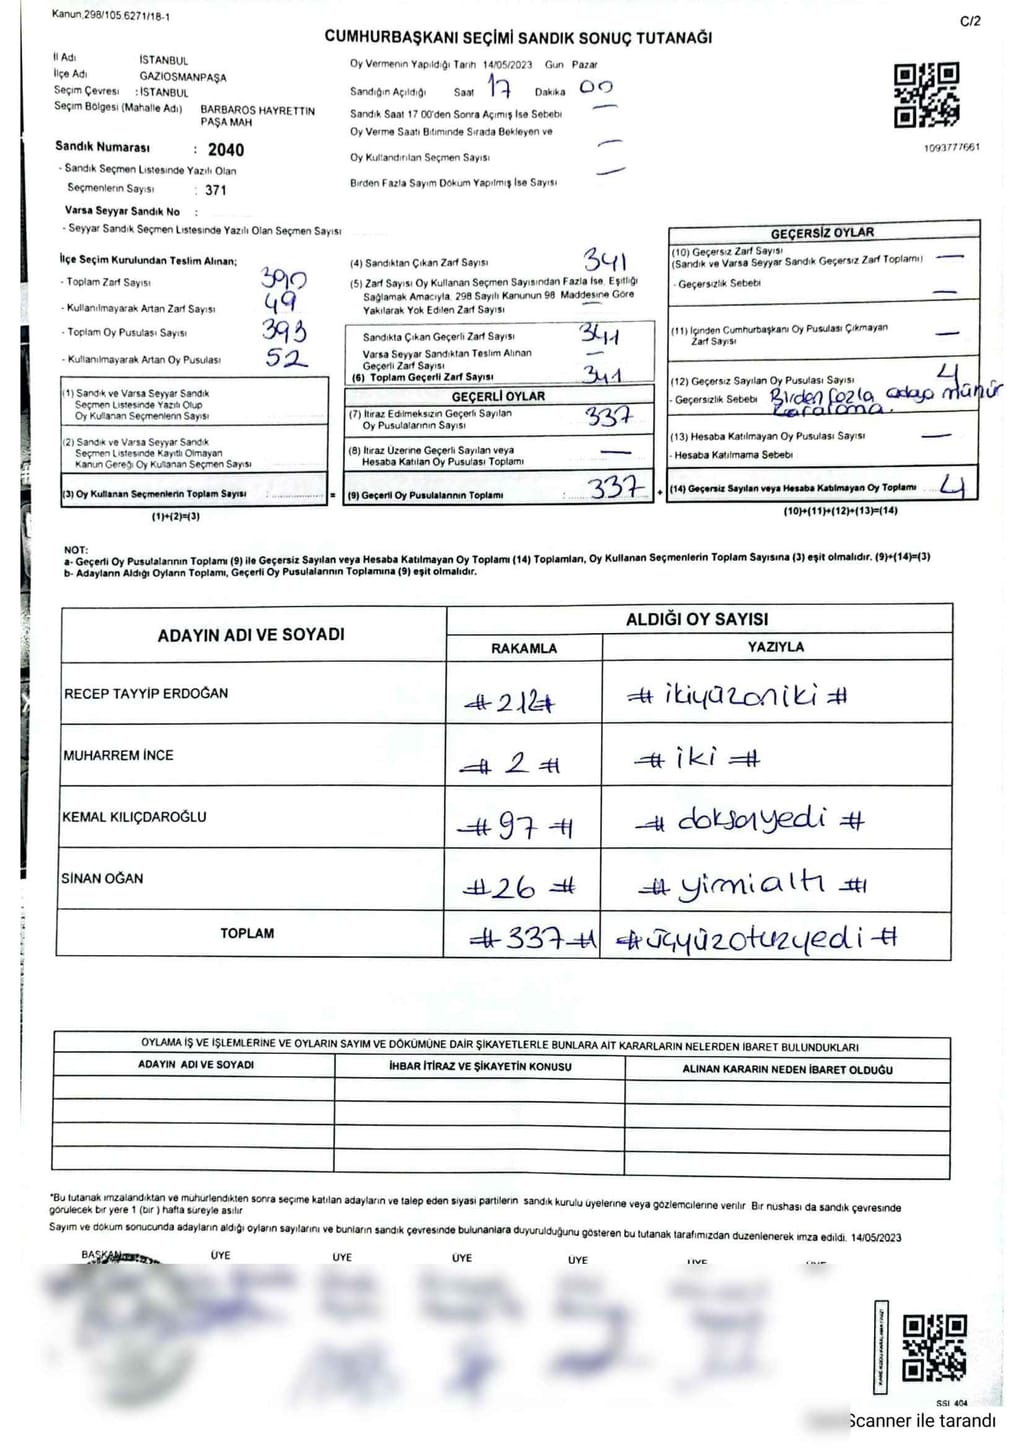 Kanun,298/105.6271/18-1
C/2
CUMHURBAŞKANI SEÇİMİ SANDIK SONUÇ TUTANAĞI
İl Adı İSTANBUL
İlçe Adı GAZİOSMANPAŞA
Seçim Çevresi : İSTANBUL
Seçim Bölgesi (Mahalle Adı) BARBAROS HAYRETTİN
PAŞA MAH
Sandık Numarası : 2040
- Sandık Seçmen Listesinde Yazılı Olan
Seçmenlerin Sayısı : 371
Varsa Seyyar Sandık No :
- Seyyar Sandık Seçmen Listesinde Yazılı Olan Seçmen Sayısı
Oy Vermenin Yapıldığı Tarih 14/05/2023 Gün Pazar
Sandığın Açıldığı Saat 17 Dakika 00
Sandık Saat 17 00'den Sonra Açımış İse Sebebi —
Oy Verme Saati Bitiminde Sırada Bekleyen ve
Oy Kullandırılan Seçmen Sayısı —
Birden Fazla Sayım Döküm Yapılmış İse Sayısı —
1093777661
İlçe Seçim Kurulundan Teslim Alınan;
- Toplam Zarf Sayısı 390
- Kullanılmayarak Artan Zarf Sayısı 49
- Toplam Oy Pusulası Sayısı 393
- Kullanılmayarak Artan Oy Pusulası 52
(1) Sandık ve Varsa Seyyar Sandık
Seçmen Listesinde Yazılı Olup
Oy Kullanan Seçmenlerin Sayısı
(2) Sandık ve Varsa Seyyar Sandık
Seçmen Listesinde Kayıtlı Olmayan
Kanun Gereği Oy Kullanan Seçmen Sayısı
(3) Oy Kullanan Seçmenlerin Toplam Sayısı : .............. =
(1)+(2)=(3)
(4) Sandıktan Çıkan Zarf Sayısı 341
(5) Zarf Sayısı Oy Kullanan Seçmen Sayısından Fazla İse, Eşitliği
Sağlamak Amacıyla, 298 Sayılı Kanunun 98 Maddesine Göre
Yakılarak Yok Edilen Zarf Sayısı —
Sandıkta Çıkan Geçerli Zarf Sayısı 341
Varsa Seyyar Sandıktan Teslim Alınan
Geçerli Zarf Sayısı —
(6) Toplam Geçerli Zarf Sayısı 341
GEÇERLİ OYLAR
(7) İtiraz Edilmeksizin Geçerli Sayılan
Oy Pusulalarının Sayısı 337
(8) İtiraz Üzerine Geçerli Sayılan veya
Hesaba Katılan Oy Pusulası Toplamı —
(9) Geçerli Oy Pusulalarının Toplamı : 337 +
GEÇERSİZ OYLAR
(10) Geçersiz Zarf Sayısı
(Sandık ve Varsa Seyyar Sandık Geçersiz Zarf Toplamı) —
- Geçersizlik Sebebi —
(11) İçinden Cumhurbaşkanı Oy Pusulası Çıkmayan
Zarf Sayısı —
(12) Geçersiz Sayılan Oy Pusulası Sayısı 4
- Geçersizlik Sebebi Birden fazla adaya mühür
karalama.
(13) Hesaba Katılmayan Oy Pusulası Sayısı —
- Hesaba Katılmama Sebebi
(14) Geçersiz Sayılan veya Hesaba Katılmayan Oy Toplamı ... 4
(10)+(11)+(12)+(13)=(14)
NOT:
a- Geçerli Oy Pusulalarının Toplamı (9) ile Geçersiz Sayılan veya Hesaba Katılmayan Oy Toplamı (14) Toplamları, Oy Kullanan Seçmenlerin Toplam Sayısına (3) eşit olmalıdır. (9)+(14)=(3)
b- Adayların Aldığı Oyların Toplamı, Geçerli Oy Pusulalarının Toplamına (9) eşit olmalıdır.
ADAYIN ADI VE SOYADI
ALDIĞI OY SAYISI
RAKAMLA YAZIYLA
RECEP TAYYİP ERDOĞAN #212# # ikiyüzoniki #
MUHARREM İNCE # 2 # # iki #
KEMAL KILIÇDAROĞLU # 97 # # doksanyedi #
SİNAN OĞAN #26 # # yirmialtı #
TOPLAM #337# #üçyüzotuzyedi #
OYLAMA İŞ VE İŞLEMLERİNE VE OYLARIN SAYIM VE DÖKÜMÜNE DAİR ŞİKAYETLERLE BUNLARA AİT KARARLARIN NELERDEN İBARET BULUNDUKLARI
ADAYIN ADI VE SOYADI İHBAR İTİRAZ VE ŞİKAYETİN KONUSU ALINAN KARARIN NEDEN İBARET OLDUĞU
*Bu tutanak imzalandıktan ve mühürlendikten sonra seçime katılan adayların ve talep eden siyasi partilerin sandık kurulu üyelerine veya gözlemcilerine verilir Bir nushası da sandık çevresinde
görülecek bir yere 1 (bir ) hafta süreyle asılır
Sayım ve döküm sonucunda adayların aldığı oyların sayılarını ve bunların sandık çevresinde bulunanlara duyurulduğunu gösteren bu tutanak tarafımızdan düzenlenerek imza edildi. 14/05/2023
BAŞKAN ÜYE ÜYE ÜYE ÜYE ÜYE
SSI 404
Scanner ile tarandı